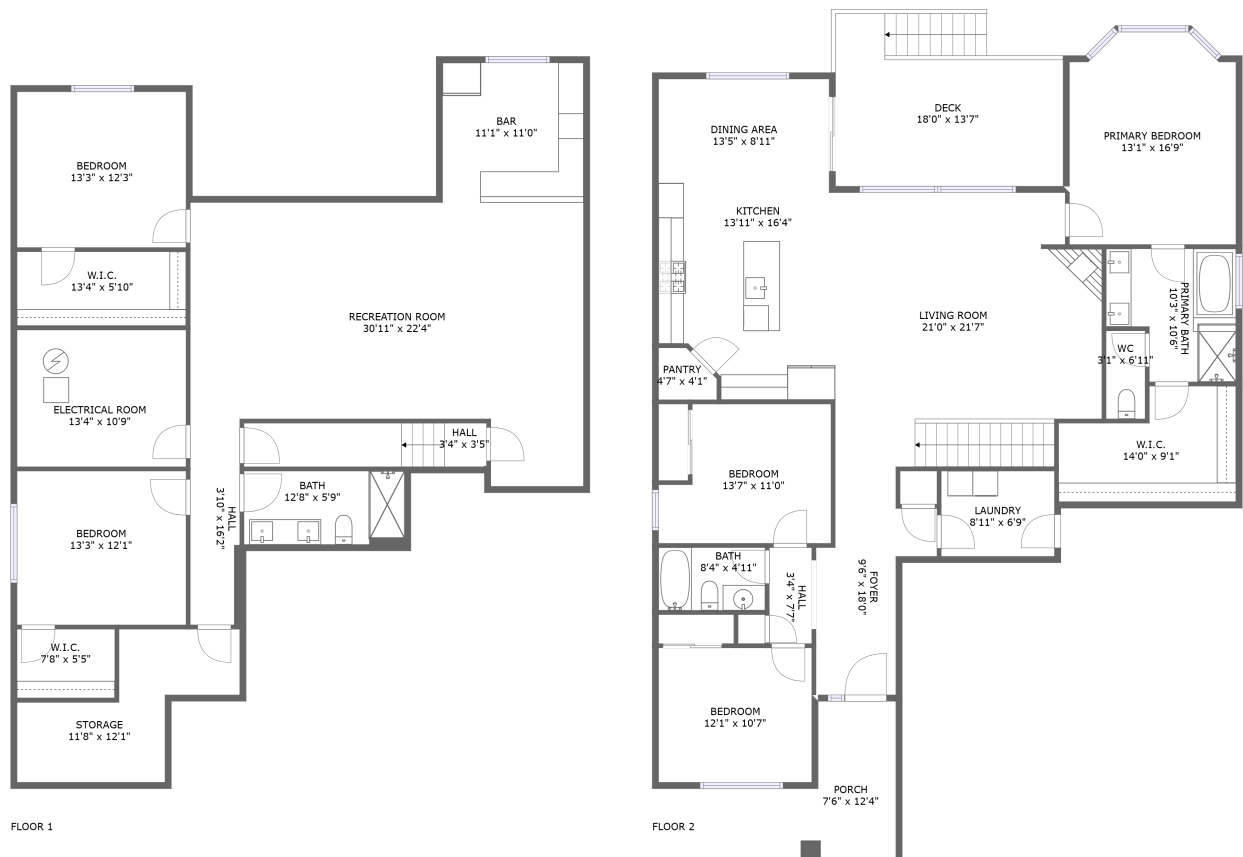 BEDROOM
13'3" x 12'3"
W.I.C.
13'4" x 5'10"
ELECTRICAL ROOM
13'4" x 10'9"
BEDROOM
13'3" x 12'1"
W.I.C.
7'8" x 5'5"
STORAGE
11'8" x 12'1"
HALL
3'10" x 16'2"
BATH
12'8" x 5'9"
HALL
3'4" x 3'5"
RECREATION ROOM
30'11" x 22'4"
BAR
11'1" x 11'0"
FLOOR 1
DINING AREA
13'5" x 8'11"
DECK
18'0" x 13'7"
PRIMARY BEDROOM
13'1" x 16'9"
KITCHEN
13'11" x 16'4"
LIVING ROOM
21'0" x 21'7"
PRIMARY BATH
10'3" x 10'6"
WC
3'1" x 6'11"
PANTRY
4'7" x 4'1"
W.I.C.
14'0" x 9'1"
BEDROOM
13'7" x 11'0"
LAUNDRY
8'11" x 6'9"
BATH
8'4" x 4'11"
HALL
3'4" x 7'7"
FOYER
9'6" x 18'0"
BEDROOM
12'1" x 10'7"
PORCH
7'6" x 12'4"
FLOOR 2